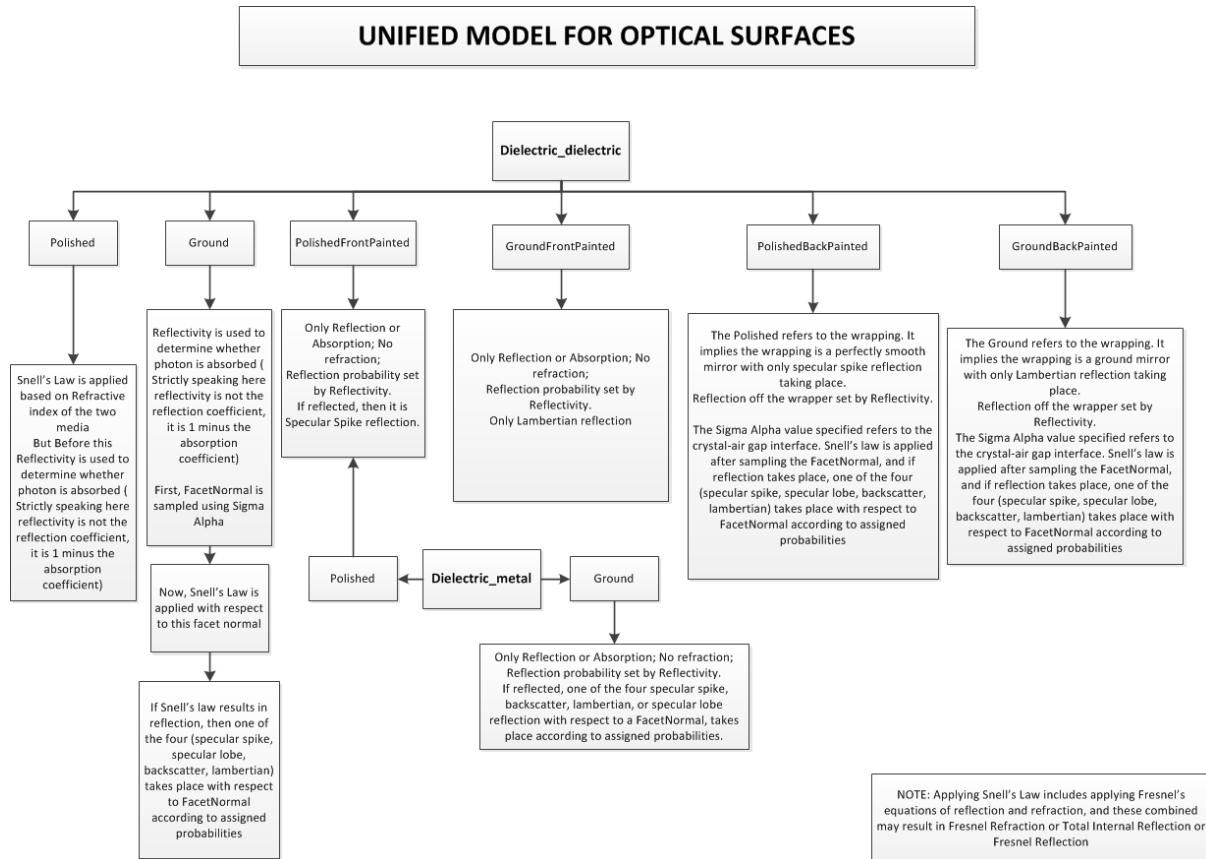 UNIFIED MODEL FOR OPTICAL SURFACES
Dielectric_dielectric
Polished
Ground
PolishedFrontPainted
GroundFrontPainted
PolishedBackPainted
GroundBackPainted
Snell's Law is applied
based on Refractive
index of the two
media
But Before this
Reflectivity is used to
determine whether
photon is absorbed (
Strictly speaking here
reflectivity is not the
reflection coefficient,
it is 1 minus the
absorption
coefficient)
Reflectivity is used to
determine whether
photon is absorbed (
Strictly speaking here
reflectivity is not the
reflection coefficient,
it is 1 minus the
absorption
coefficient)
First, FacetNormal is
sampled using Sigma
Alpha
Now, Snell's Law is
applied with respect
to this facet normal
If Snell's law results in
reflection, then one of
the four (specular spike,
specular lobe,
backscatter, lambertian)
takes place with respect
to FacetNormal
according to assigned
probabilities
Only Reflection or
Absorption; No
refraction;
Reflection probability set
by Reflectivity.
If reflected, then it is
Specular Spike reflection.
Only Reflection or Absorption; No
refraction;
Reflection probability set by
Reflectivity.
Only Lambertian reflection
The Polished refers to the wrapping. It
implies the wrapping is a perfectly smooth
mirror with only specular spike reflection
taking place.
Reflection off the wrapper set by Reflectivity.
The Sigma Alpha value specified refers to the
crystal-air gap interface. Snell's law is applied
after sampling the FacetNormal, and if
reflection takes place, one of the four
(specular spike, specular lobe, backscatter,
lambertian) takes place with respect to
FacetNormal according to assigned
probabilities
The Ground refers to the wrapping. It
implies the wrapping is a ground mirror
with only Lambertian reflection taking
place.
Reflection off the wrapper set by
Reflectivity.
The Sigma Alpha value specified refers to
the crystal-air gap interface. Snell's law is
applied after sampling the FacetNormal,
and if reflection takes place, one of the
four (specular spike, specular lobe,
backscatter, lambertian) takes place with
respect to FacetNormal according to
assigned probabilities
Polished
Dielectric_metal
Ground
Only Reflection or Absorption; No refraction;
Reflection probability set by Reflectivity.
If reflected, one of the four specular spike,
backscatter, lambertian, or specular lobe
reflection with respect to a FacetNormal, takes
place according to assigned probabilities.
NOTE: Applying Snell's Law includes applying Fresnel's
equations of reflection and refraction, and these combined
may result in Fresnel Refraction or Total Internal Reflection or
Fresnel Reflection